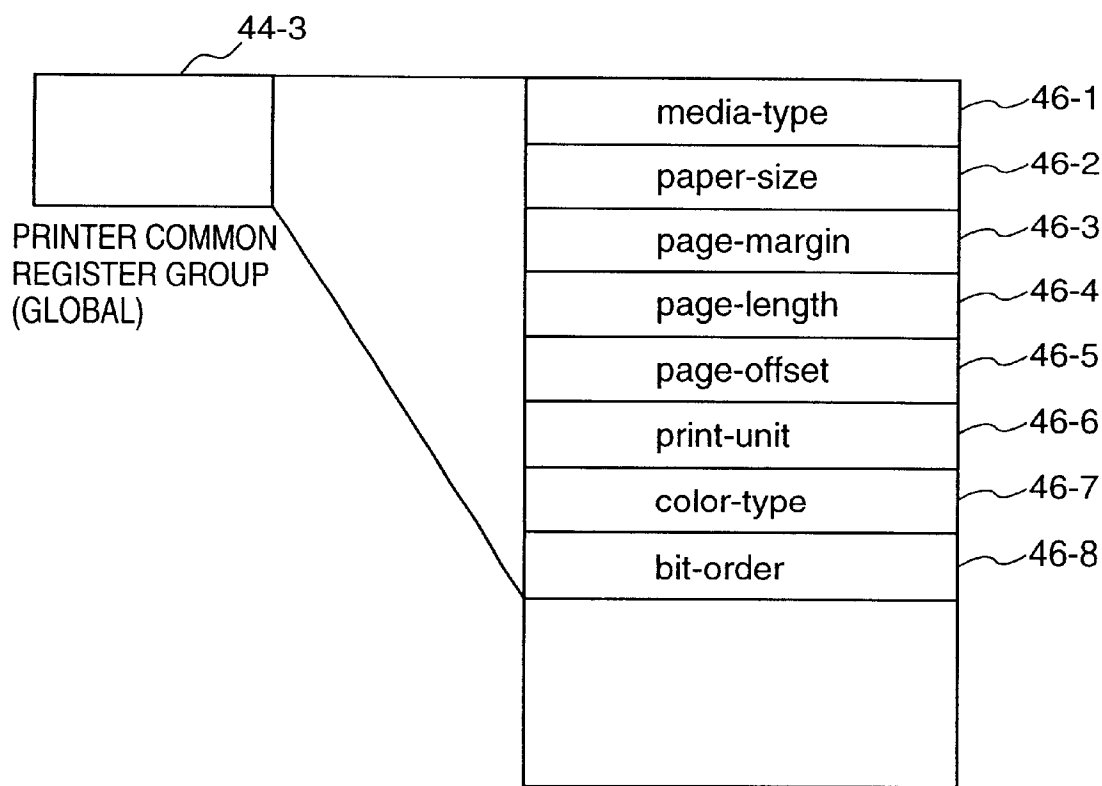 44-3
PRINTER COMMON
REGISTER GROUP
(GLOBAL)
media-type 46-1
paper-size 46-2
page-margin 46-3
page-length 46-4
page-offset 46-5
print-unit 46-6
color-type 46-7
bit-order 46-8